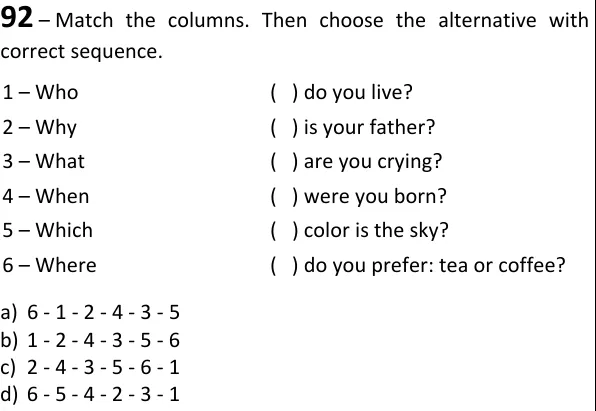 92 – Match the columns. Then choose the alternative with
correct sequence.
1 – Who ( ) do you live?
2 – Why ( ) is your father?
3 – What ( ) are you crying?
4 – When ( ) were you born?
5 – Which ( ) color is the sky?
6 – Where ( ) do you prefer: tea or coffee?
a) 6 - 1 - 2 - 4 - 3 - 5
b) 1 - 2 - 4 - 3 - 5 - 6
c) 2 - 4 - 3 - 5 - 6 - 1
d) 6 - 5 - 4 - 2 - 3 - 1